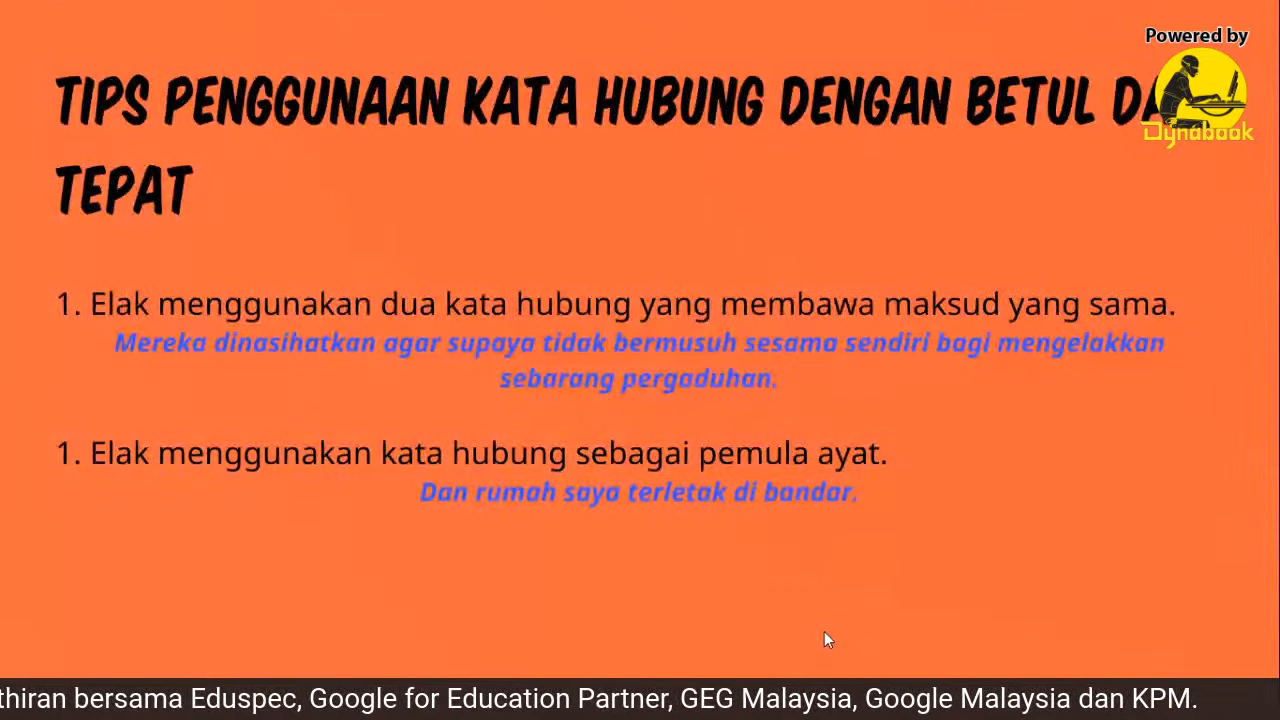 Powered by
Dynabook
TIPS PENGGUNAAN KATA HUBUNG DENGAN BETUL
TEPAT
1. Elak menggunakan dua kata hubung yang membawa maksud yang sama.
Mereka dinasihatkan agar supaya tidak bermusuh sesama sendiri bagi mengelakkan
sebarang pergaduhan.
1. Elak menggunakan kata hubung sebagai pemula ayat.
Dan rumah saya terletak di bandar.
thiran bersama Eduspec, Google for Education Partner, GEG Malaysia, Google Malaysia dan KPM.